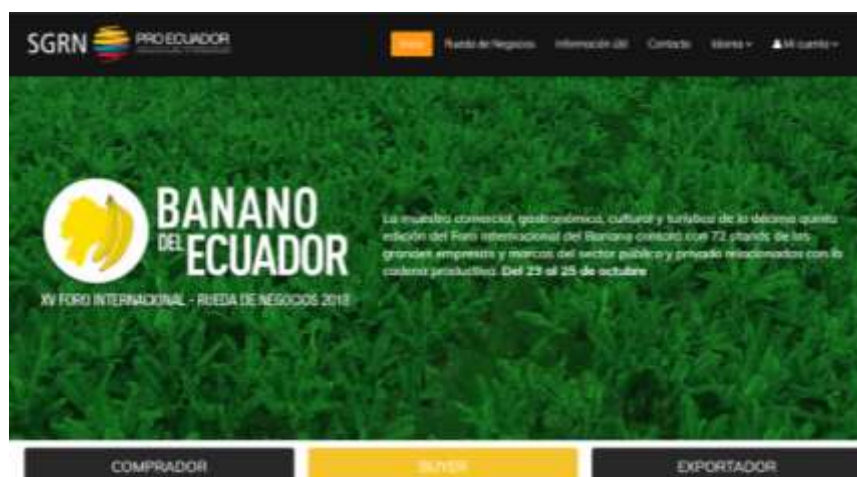 SGRN PRO ECUADOR
Inicio Rueda de Negocios Información útil Contacto Idioma Mi cuenta
BANANO
DEL ECUADOR
XV FORO INTERNACIONAL - RUEDA DE NEGOCIOS 2018
La muestra comercial, gastronómica, cultural y turística de la décima quinta
edición del Foro Internacional del Banano contará con 72 stands de las
grandes empresas y marcas del sector público y privado relacionados con la
cadena productiva. Del 23 al 25 de octubre
COMPRADOR
BUYER
EXPORTADOR